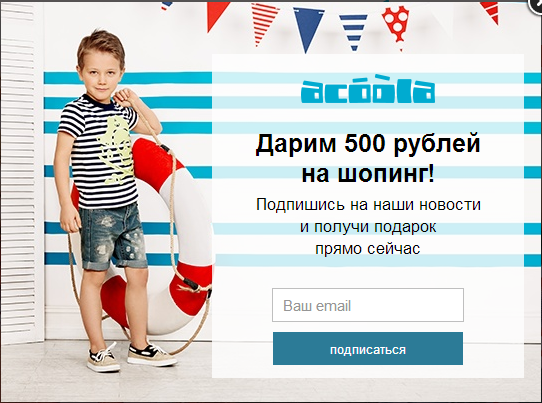 acoola
Дарим 500 рублей
на шопинг!
Подпишись на наши новости
и получи подарок
прямо сейчас
Ваш email
подписаться